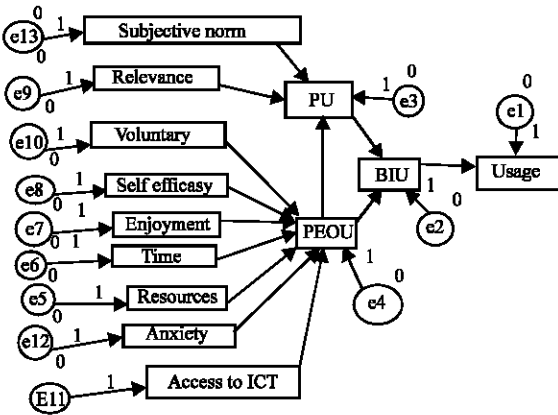 0
e13 1 Subjective norm
0
e9 1 Relevance
0
PU
1 0
e3
0
e1
1
e10 1 Voluntary
0
BIU
1
Usage
e8 1 Self efficasy
0
e7 1 Enjoyment
0
PEOU
1
0
e2
e6 1 Time
0
e5 1 Resources
0
0
e4
e12 1 Anxiety
0
E11 1 Access to ICT